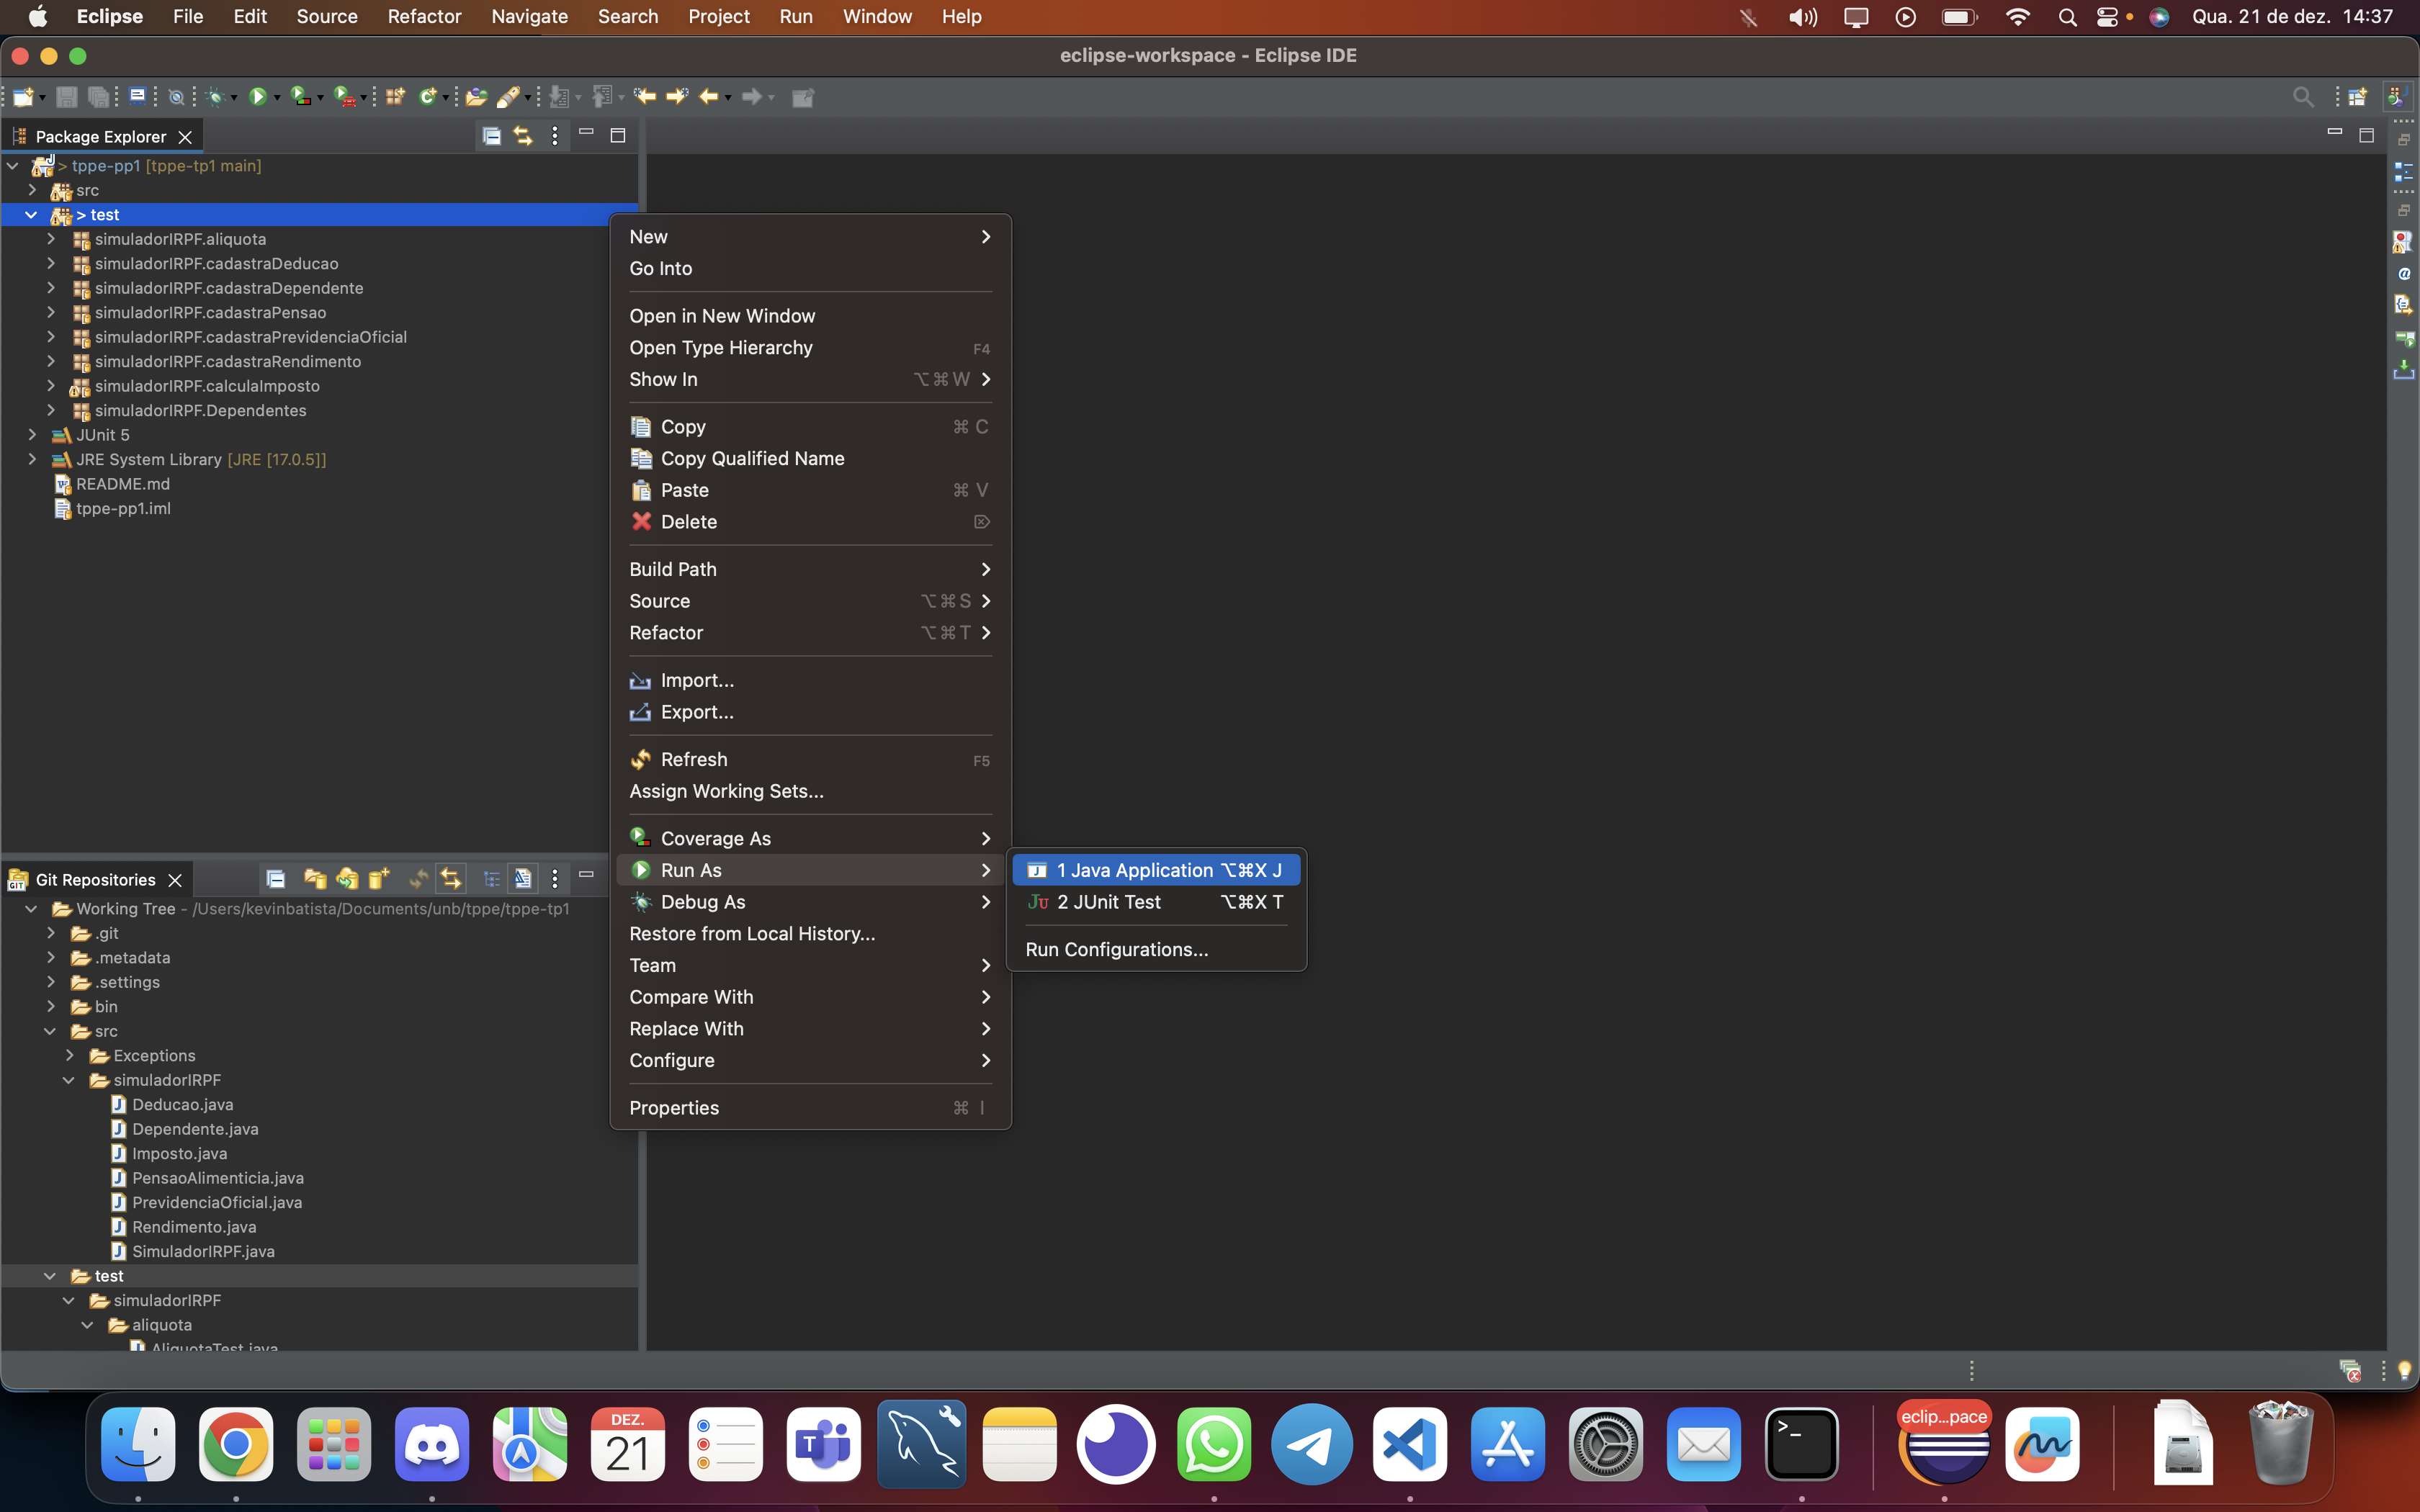 Eclipse File Edit Source Refactor Navigate Search Project Run Window Help Qua. 21 de dez. 14:37
eclipse-workspace - Eclipse IDE
Package Explorer
> tppe-pp1 [tppe-tp1 main]
src
> test
simuladorIRPF.aliquota
simuladorIRPF.cadastraDeducao
simuladorIRPF.cadastraDependente
simuladorIRPF.cadastraPensao
simuladorIRPF.cadastraPrevidenciaOficial
simuladorIRPF.cadastraRendimento
simuladorIRPF.calculaImposto
simuladorIRPF.Dependentes
JUnit 5
JRE System Library [JRE [17.0.5]]
README.md
tppe-pp1.iml
New
Go Into
Open in New Window
Open Type Hierarchy F4
Show In ⌥⌘W
Copy ⌘C
Copy Qualified Name
Paste ⌘V
Delete ⌦
Build Path
Source ⌥⌘S
Refactor ⌥⌘T
Import...
Export...
Refresh F5
Assign Working Sets...
Coverage As
Run As
Debug As
Restore from Local History...
Team
Compare With
Replace With
Configure
Properties ⌘I
1 Java Application ⌥⌘X J
2 JUnit Test ⌥⌘X T
Run Configurations...
GIT
Git Repositories
Working Tree - /Users/kevinbatista/Documents/unb/tppe/tppe-tp1
.git
.metadata
.settings
bin
src
Exceptions
simuladorIRPF
Deducao.java
Dependente.java
Imposto.java
PensaoAlimenticia.java
PrevidenciaOficial.java
Rendimento.java
SimuladorIRPF.java
test
simuladorIRPF
aliquota
AliquotaTest.java
DEZ.
21
T
>_
eclip...pace